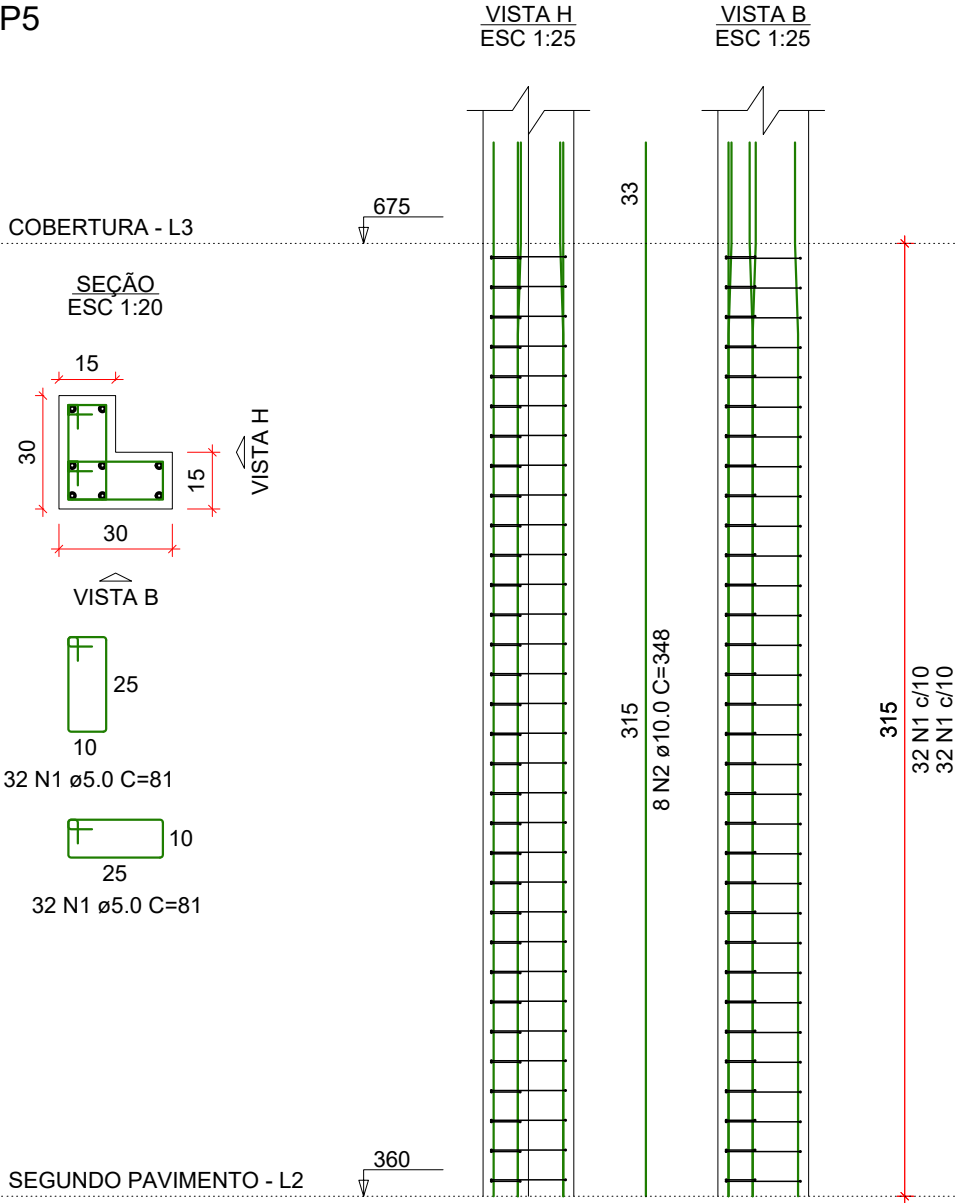 P5
VISTA H
ESC 1:25
VISTA B
ESC 1:25
COBERTURA - L3
675
33
SEÇÃO
ESC 1:20
15
30
15
30
VISTA H
VISTA B
25
10
32 N1 ø5.0 C=81
10
25
32 N1 ø5.0 C=81
315
8 N2 ø10.0 C=348
315
32 N1 c/10
32 N1 c/10
SEGUNDO PAVIMENTO - L2
360